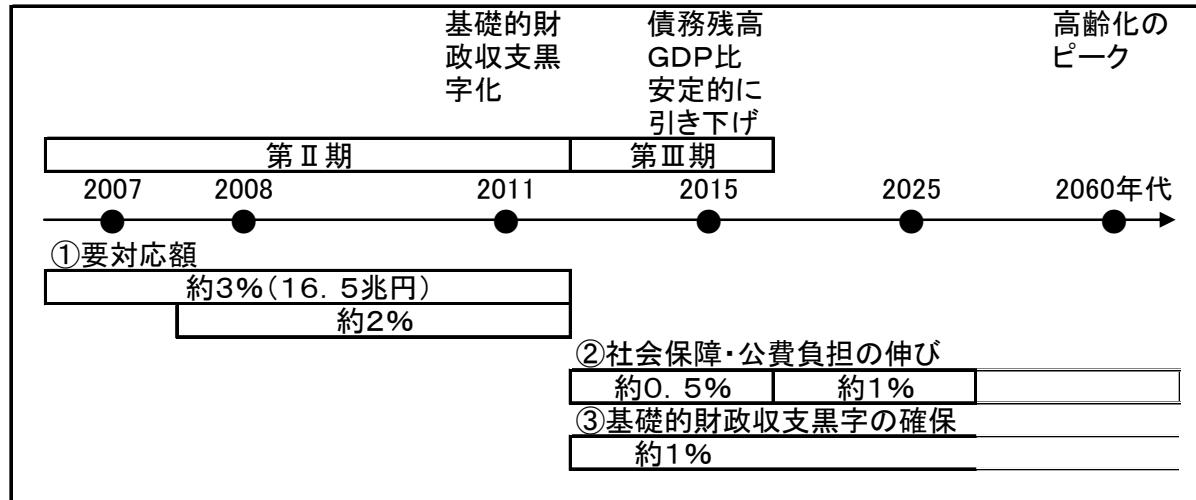 基礎的財
政収支黒
字化
債務残高
GDP比
安定的に
引き下げ
高齢化の
ピーク
第Ⅱ期
第Ⅲ期
2007
2008
2011
2015
2025
2060年代
①要対応額
約3%(16.5兆円)
約2%
②社会保障・公費負担の伸び
約0.5%
約1%
③基礎的財政収支黒字の確保
約1%